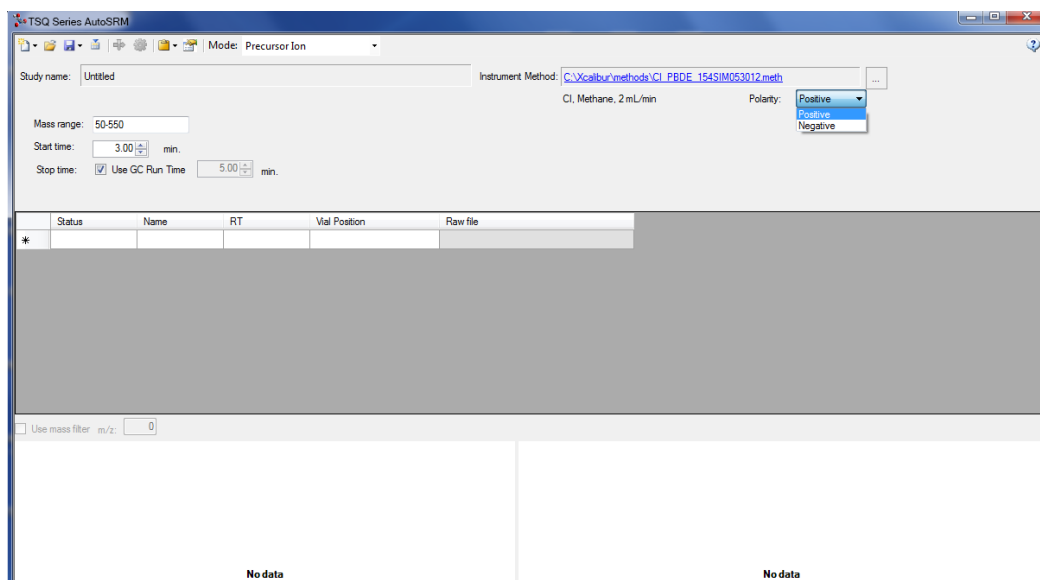 TSQ Series AutoSRM
Mode: Precursor Ion
Study name: Untitled
Instrument Method: C:\Xcalibur\methods\CI_PBDE_154SIM053012.meth ...
CI, Methane, 2 mL/min
Polarity: Positive
Positive
Negative
Mass range: 50-550
Start time: 3.00 min.
Stop time: Use GC Run Time 5.00 min.
Status Name RT Vial Position Raw file
Use mass filter m/z: 0
No data No data